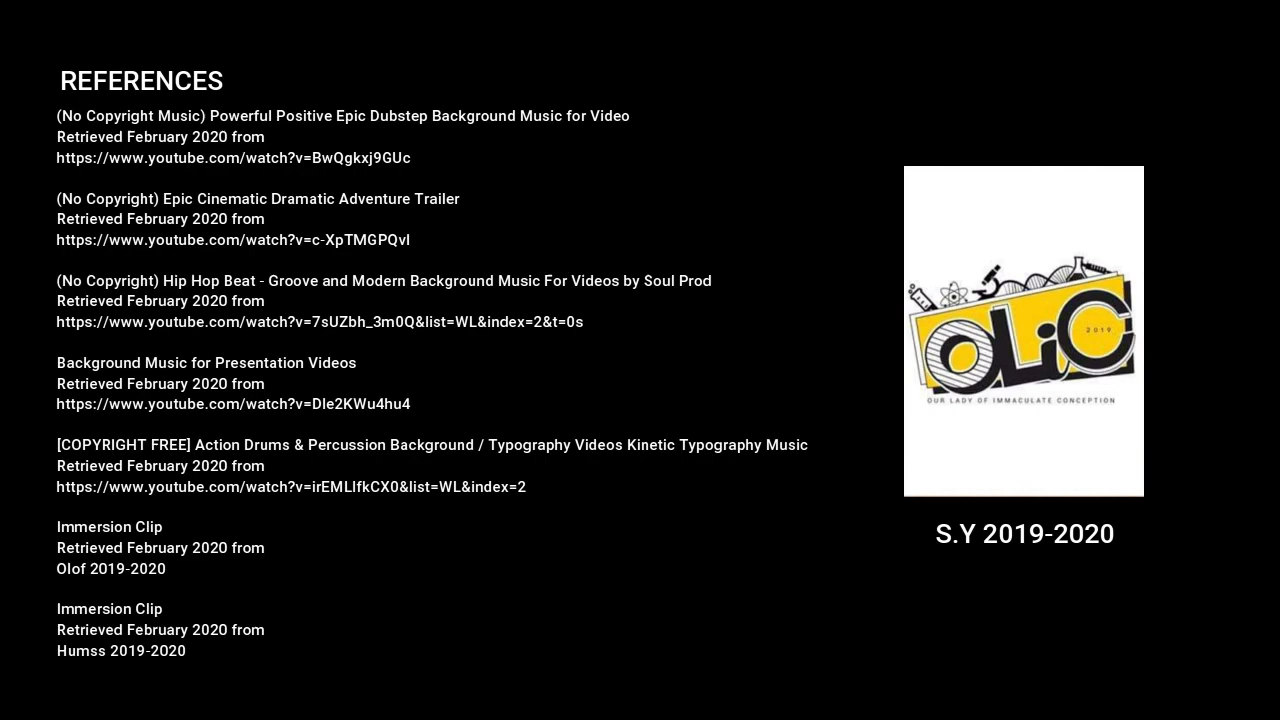 REFERENCES
(No Copyright Music) Powerful Positive Epic Dubstep Background Music for Video
Retrieved February 2020 from
https://www.youtube.com/watch?v=BwQgkxj9GUc
(No Copyright) Epic Cinematic Dramatic Adventure Trailer
Retrieved February 2020 from
https://www.youtube.com/watch?v=c-XpTMGPQvI
(No Copyright) Hip Hop Beat - Groove and Modern Background Music For Videos by Soul Prod
Retrieved February 2020 from
https://www.youtube.com/watch?v=7sUZbh_3m0Q&list=WL&index=2&t=0s
Background Music for Presentation Videos
Retrieved February 2020 from
https://www.youtube.com/watch?v=Dle2KWu4hu4
[COPYRIGHT FREE] Action Drums & Percussion Background / Typography Videos Kinetic Typography Music
Retrieved February 2020 from
https://www.youtube.com/watch?v=irEMLIfkCX0&list=WL&index=2
Immersion Clip
Retrieved February 2020 from
Olof 2019-2020
Immersion Clip
Retrieved February 2020 from
Humss 2019-2020
OLiC
2019
OUR LADY OF IMMACULATE CONCEPTION
S.Y 2019-2020